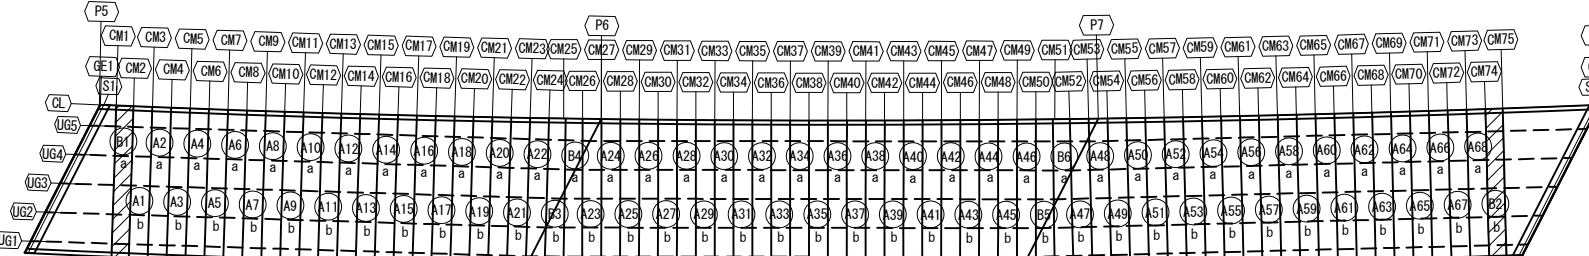 P5 P6 P7
CM1 CM3 CM5 CM7 CM9 CM11 CM13 CM15 CM17 CM19 CM21 CM23 CM25 CM27 CM29 CM31 CM33 CM35 CM37 CM39 CM41 CM43 CM45 CM47 CM49 CM51 CM53 CM55 CM57 CM59 CM61 CM63 CM65 CM67 CM69 CM71 CM73 CM75
GE1 CM2 CM4 CM6 CM8 CM10 CM12 CM14 CM16 CM18 CM20 CM22 CM24 CM26 CM28 CM30 CM32 CM34 CM36 CM38 CM40 CM42 CM44 CM46 CM48 CM50 CM52 CM54 CM56 CM58 CM60 CM62 CM64 CM66 CM68 CM70 CM72 CM74
S1
CL
UG5
UG4 B1 A2 A4 A6 A8 A10 A12 A14 A16 A18 A20 A22 B4 A24 A26 A28 A30 A32 A34 A36 A38 A40 A42 A44 A46 B6 A48 A50 A52 A54 A56 A58 A60 A62 A64 A66 A68
a a a a a a a a a a a a a a a a a a a a a a a a a a a a a a a a a a a a a
UG3
UG2 A1 A3 A5 A7 A9 A11 A13 A15 A17 A19 A21 B3 A23 A25 A27 A29 A31 A33 A35 A37 A39 A41 A43 A45 B5 A47 A49 A51 A53 A55 A57 A59 A61 A63 A65 A67 B2
b b b b b b b b b b b b b b b b b b b b b b b b b b b b b b b b b b b b b
UG1